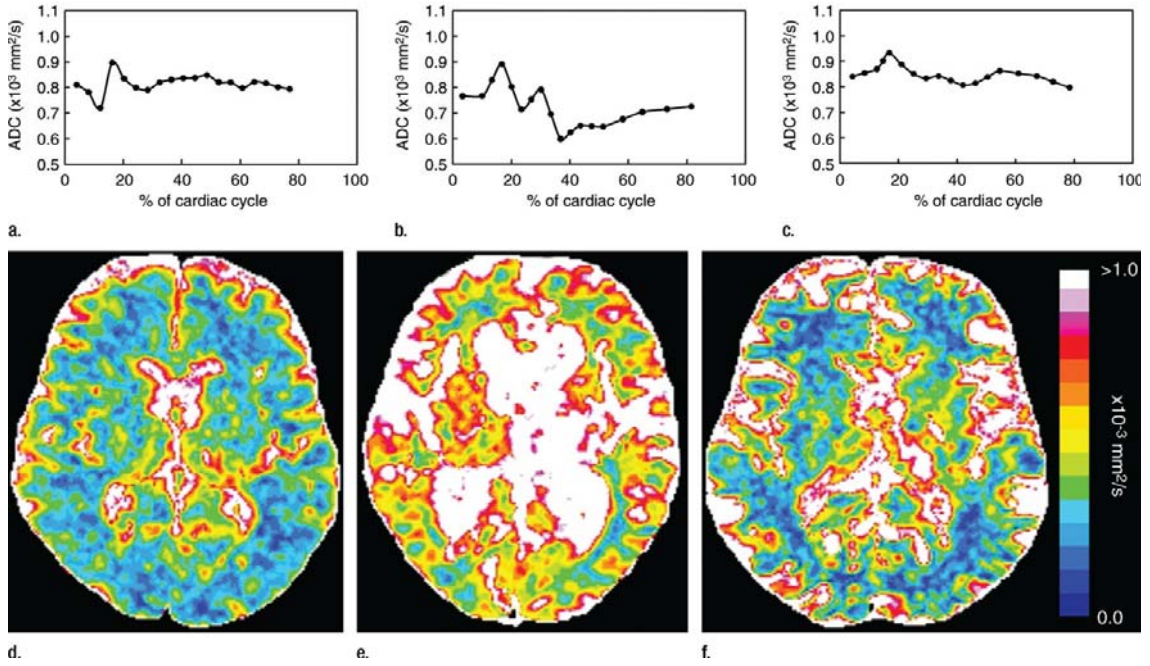 1.1
1.0
0.9
0.8
0.7
0.6
0.5
ADC (x10³ mm²/s)
0 20 40 60 80 100
% of cardiac cycle
a.
1.1
1.0
0.9
0.8
0.7
0.6
0.5
ADC (x10³ mm²/s)
0 20 40 60 80 100
% of cardiac cycle
b.
1.1
1.0
0.9
0.8
0.7
0.6
0.5
ADC (x10³ mm²/s)
0 20 40 60 80 100
% of cardiac cycle
c.
>1.0
x10⁻³ mm²/s
0.0
d.
e.
f.